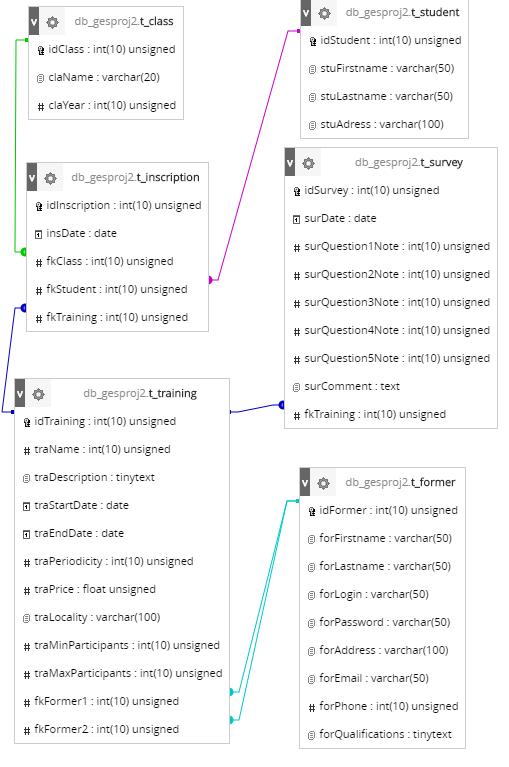 v db_gesproj2.t_class
idClass : int(10) unsigned
claName : varchar(20)
# claYear : int(10) unsigned
v db_gesproj2.t_student
idStudent : int(10) unsigned
stuFirstname : varchar(50)
stuLastname : varchar(50)
stuAdress : varchar(100)
v db_gesproj2.t_inscription
idInscription : int(10) unsigned
insDate : date
# fkClass : int(10) unsigned
# fkStudent : int(10) unsigned
# fkTraining : int(10) unsigned
v db_gesproj2.t_survey
idSurvey : int(10) unsigned
surDate : date
# surQuestion1Note : int(10) unsigned
# surQuestion2Note : int(10) unsigned
# surQuestion3Note : int(10) unsigned
# surQuestion4Note : int(10) unsigned
# surQuestion5Note : int(10) unsigned
surComment : text
# fkTraining : int(10) unsigned
v db_gesproj2.t_training
idTraining : int(10) unsigned
# traName : int(10) unsigned
traDescription : tinytext
traStartDate : date
traEndDate : date
# traPeriodicity : int(10) unsigned
# traPrice : float unsigned
traLocality : varchar(100)
# traMinParticipants : int(10) unsigned
# traMaxParticipants : int(10) unsigned
# fkFormer1 : int(10) unsigned
# fkFormer2 : int(10) unsigned
v db_gesproj2.t_former
idFormer : int(10) unsigned
forFirstname : varchar(50)
forLastname : varchar(50)
forLogin : varchar(50)
forPassword : varchar(50)
forAddress : varchar(100)
forEmail : varchar(50)
# forPhone : int(10) unsigned
forQualifications : tinytext